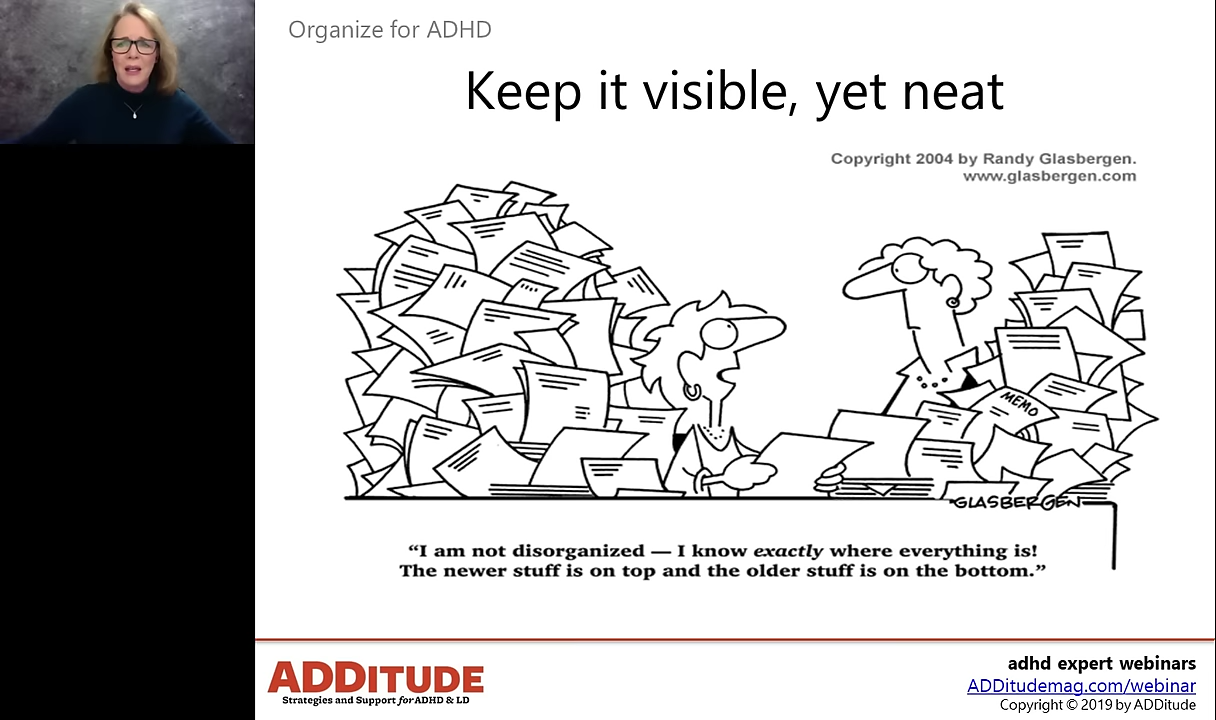 Organize for ADHD
Keep it visible, yet neat
Copyright 2004 by Randy Glasbergen.
www.glasbergen.com
MEMO
GLASBERGEN
“I am not disorganized — I know exactly where everything is!
The newer stuff is on top and the older stuff is on the bottom.”
ADDITUDE
Strategies and Support for ADHD & LD
adhd expert webinars
ADDitudemag.com/webinar
Copyright © 2019 by ADDitude